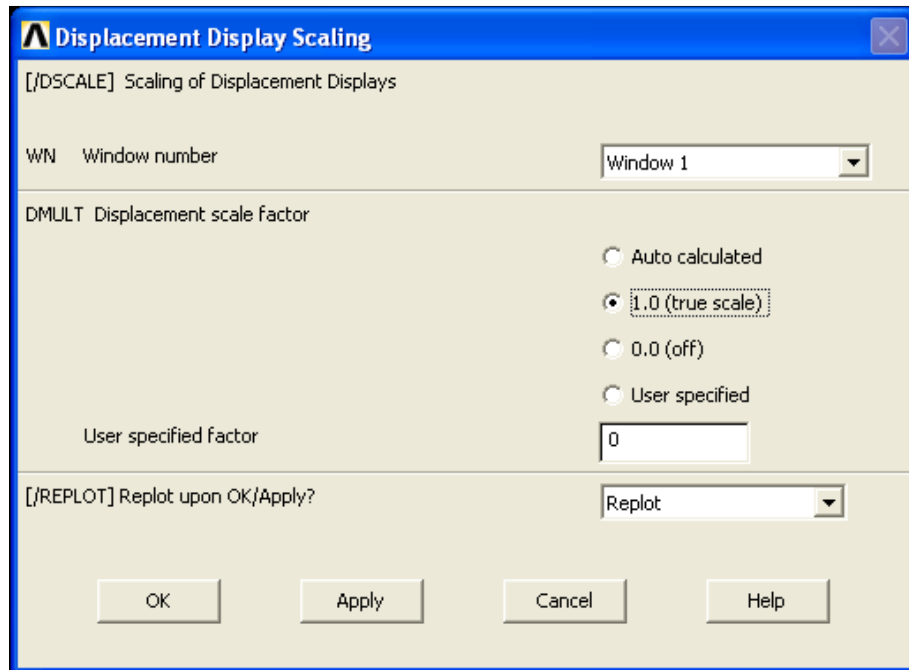 Displacement Display Scaling
[/DSCALE] Scaling of Displacement Displays
WN Window number Window 1
DMULT Displacement scale factor
Auto calculated
1.0 (true scale)
0.0 (off)
User specified
User specified factor 0
[/REPLOT] Replot upon OK/Apply? Replot
OK Apply Cancel Help